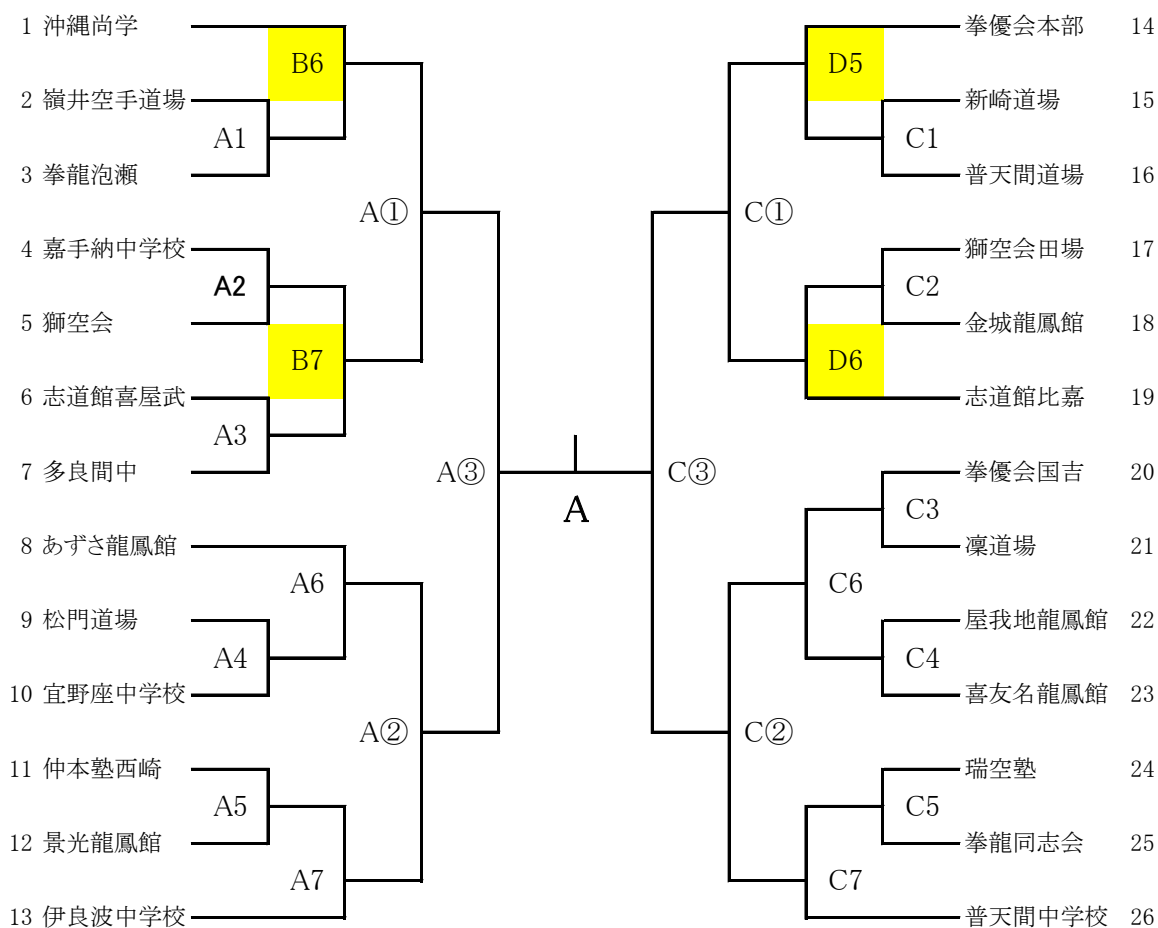 1 沖縄尚学
B6
2 嶺井空手道場
A1
3 拳龍泡瀬
A①
4 嘉手納中学校
A2
5 獅空会
B7
6 志道館喜屋武
A3
7 多良間中
A③
8 あずさ龍鳳館
A6
9 松門道場
A4
10 宜野座中学校
A②
11 仲本塾西崎
A5
12 景光龍鳳館
A7
13 伊良波中学校
A
拳優会本部 14
D5
新崎道場 15
C1
普天間道場 16
C①
獅空会田場 17
C2
金城龍鳳館 18
D6
志道館比嘉 19
C③
拳優会国吉 20
C3
凜道場 21
C6
屋我地龍鳳館 22
C4
喜友名龍鳳館 23
C②
瑞空塾 24
C5
拳龍同志会 25
C7
普天間中学校 26